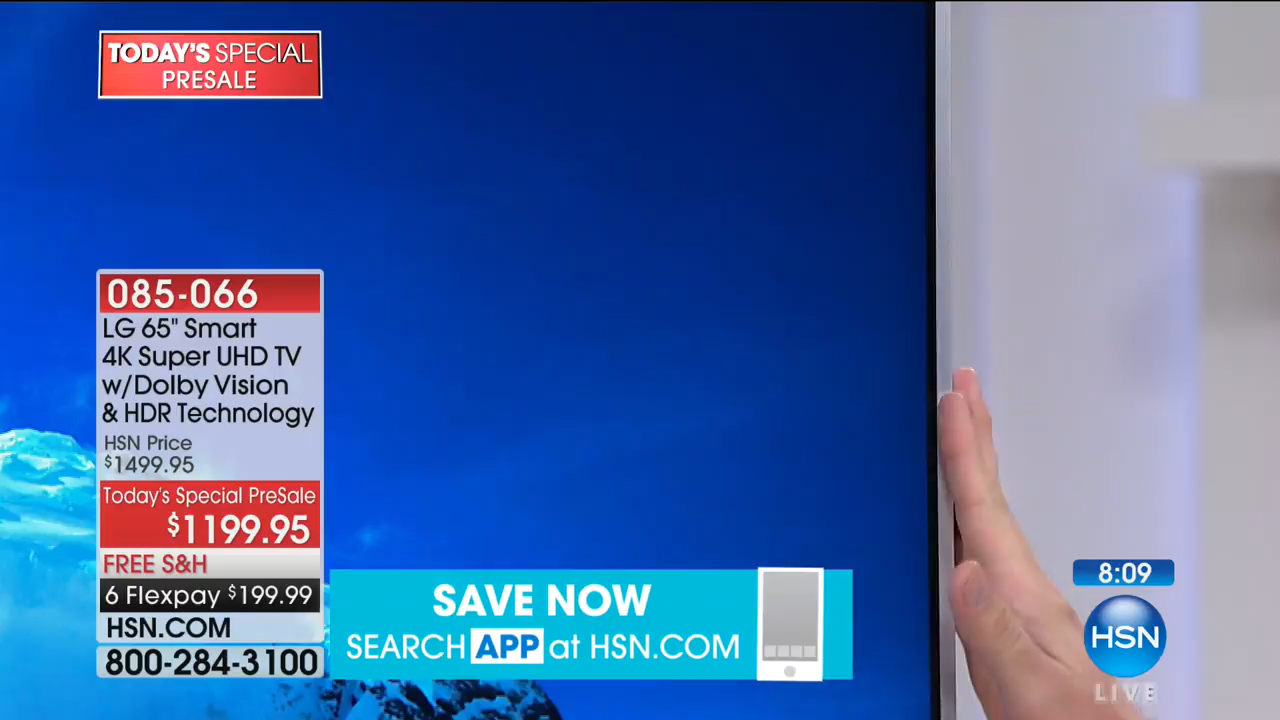 TODAY'S SPECIAL
PRESALE
085-066
LG 65" Smart
4K Super UHD TV
w/Dolby Vision
& HDR Technology
HSN Price
$1499.95
Today's Special PreSale
$1199.95
FREE S&H
6 Flexpay $199.99
HSN.COM
800-284-3100
SAVE NOW
SEARCH APP at HSN.COM
8:09
HSN
LIVE